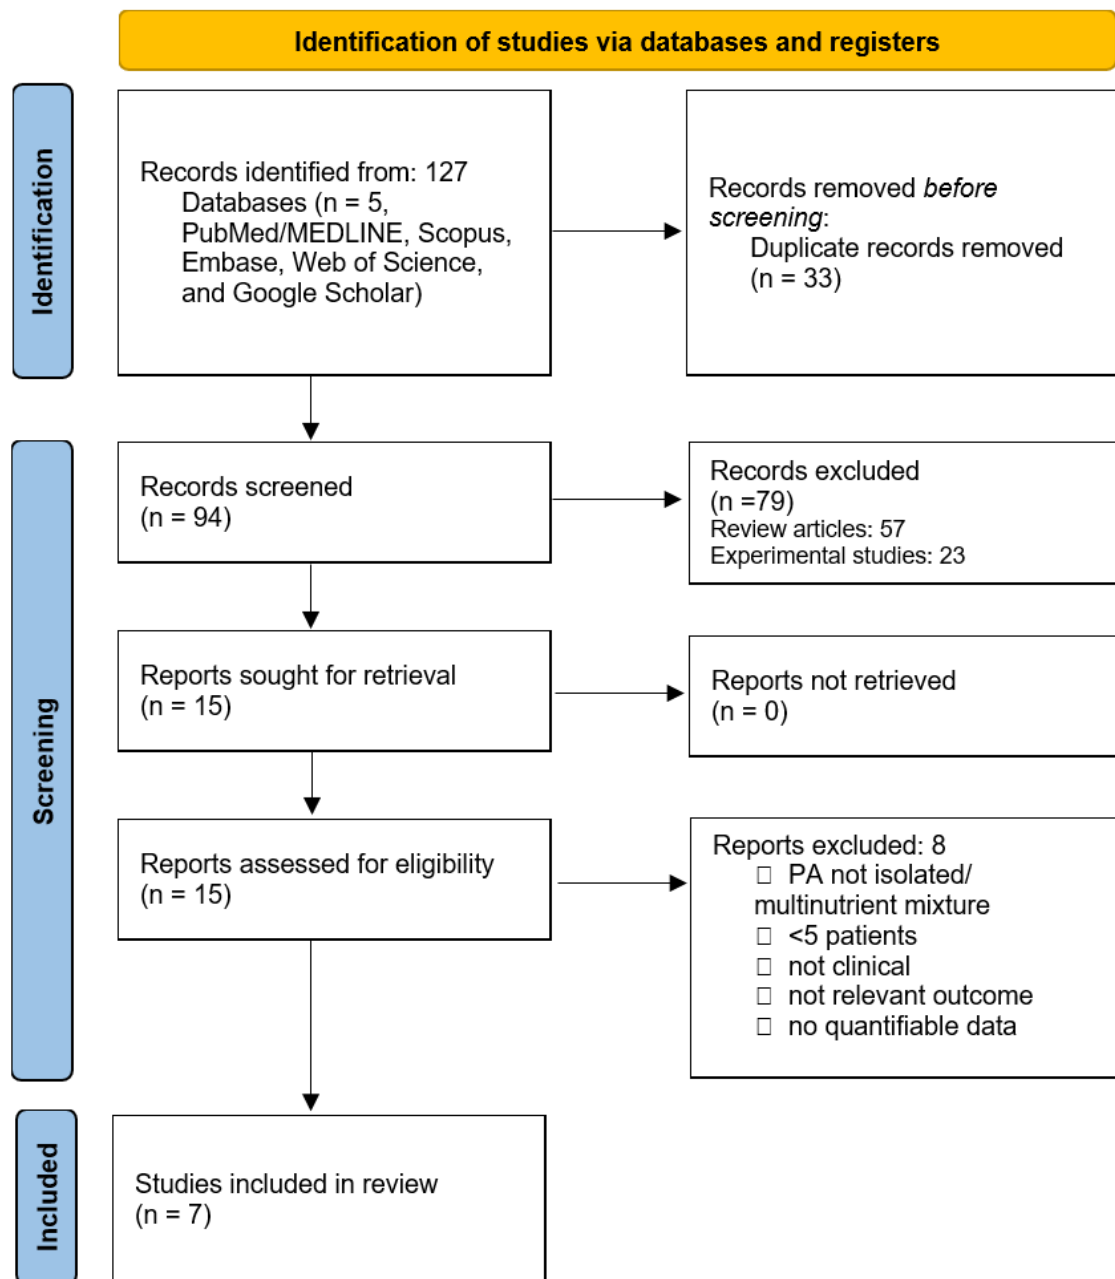 Identification of studies via databases and registers
Identification
Records identified from: 127
Databases (n = 5,
PubMed/MEDLINE, Scopus,
Embase, Web of Science,
and Google Scholar)
Records removed before
screening:
Duplicate records removed
(n = 33)
Screening
Records screened
(n = 94)
Records excluded
(n =79)
Review articles: 57
Experimental studies: 23
Reports sought for retrieval
(n = 15)
Reports not retrieved
(n = 0)
Reports assessed for eligibility
(n = 15)
Reports excluded: 8
□ PA not isolated/
multinutrient mixture
□ <5 patients
□ not clinical
□ not relevant outcome
□ no quantifiable data
Included
Studies included in review
(n = 7)